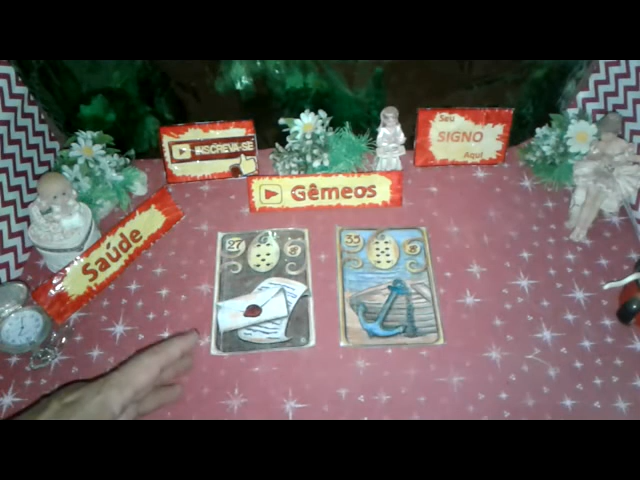 INSCREVA-SE
Seu
SIGNO
Aqui
Gêmeos
Saúde
27
35